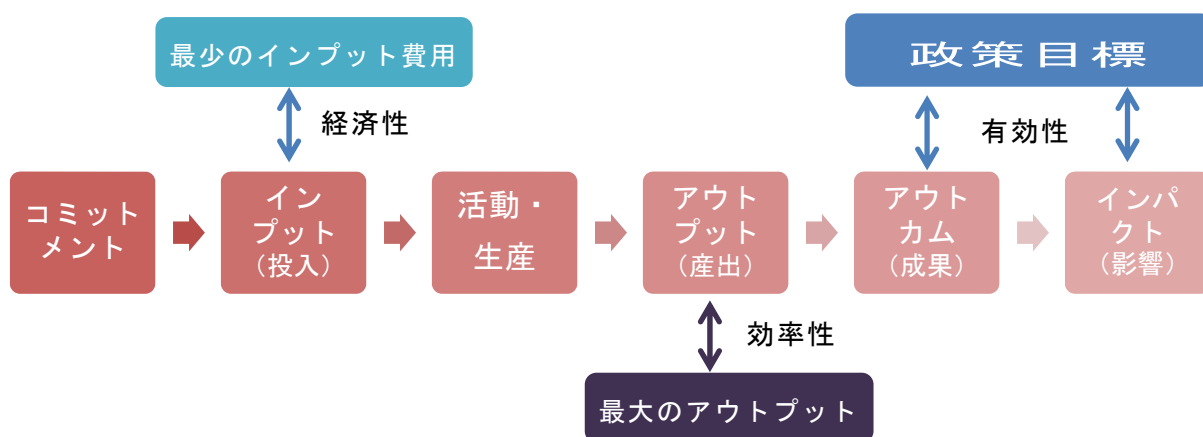 最少のインプット費用
政策目標
経済性
有効性
コミット
メント
イン
プット
（投入）
活動・
生産
アウト
プット
（産出）
アウト
カム
（成果）
インパ
クト
（影響）
効率性
最大のアウトプット